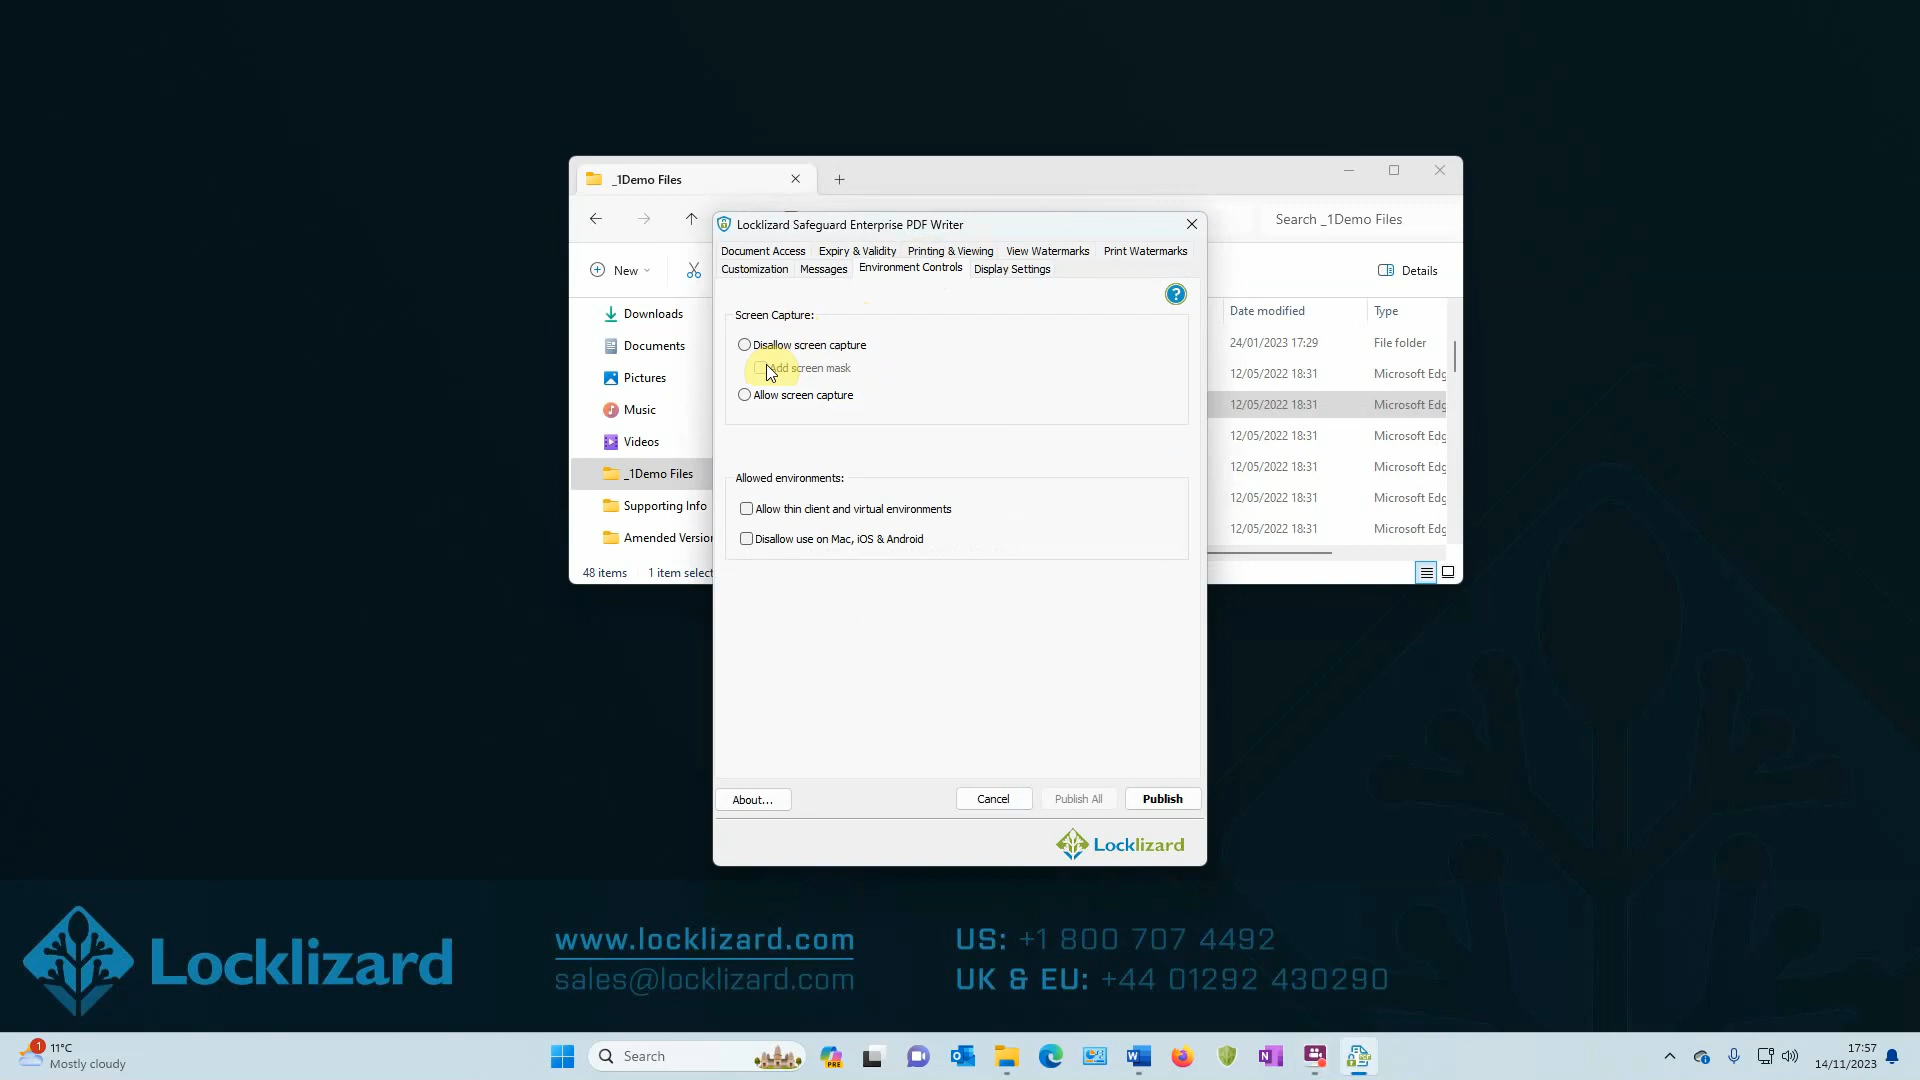 _1Demo Files
Search _1Demo Files
New
Details
Downloads
Documents
Pictures
Music
Videos
_1Demo Files
Supporting Info
Amended Version
48 items
1 item select
Date modified
Type
24/01/2023 17:29
File folder
12/05/2022 18:31
Microsoft Edg
12/05/2022 18:31
Microsoft Edg
12/05/2022 18:31
Microsoft Edg
12/05/2022 18:31
Microsoft Edg
12/05/2022 18:31
Microsoft Edg
12/05/2022 18:31
Microsoft Edg
Locklizard Safeguard Enterprise PDF Writer
Document Access
Expiry & Validity
Printing & Viewing
View Watermarks
Print Watermarks
Customization
Messages
Environment Controls
Display Settings
?
Screen Capture:
Disallow screen capture
Add screen mask
Allow screen capture
Allowed environments:
Allow thin client and virtual environments
Disallow use on Mac, iOS & Android
About...
Cancel
Publish All
Publish
Locklizard
Locklizard
www.locklizard.com
sales@locklizard.com
US: +1 800 707 4492
UK & EU: +44 01292 430290
1
11°C
Mostly cloudy
Search
PRE
17:57
14/11/2023